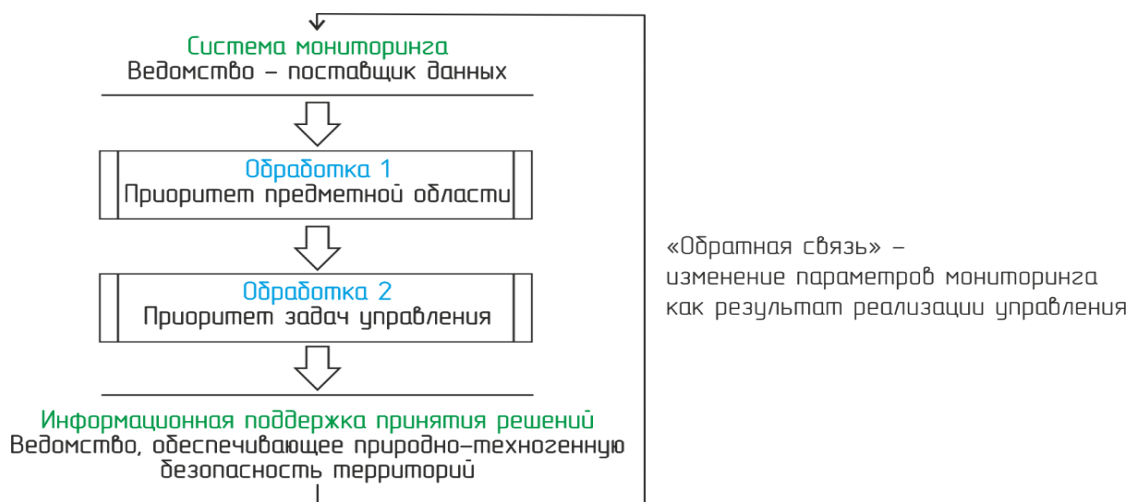 Система мониторинга
Ведомство – поставщик данных
Обработка 1
Приоритет предметной области
Обработка 2
Приоритет задач управления
Информационная поддержка принятия решений
Ведомство, обеспечивающее природно–техногенную
безопасность территорий
«Обратная связь» –
изменение параметров мониторинга
как результат реализации управления